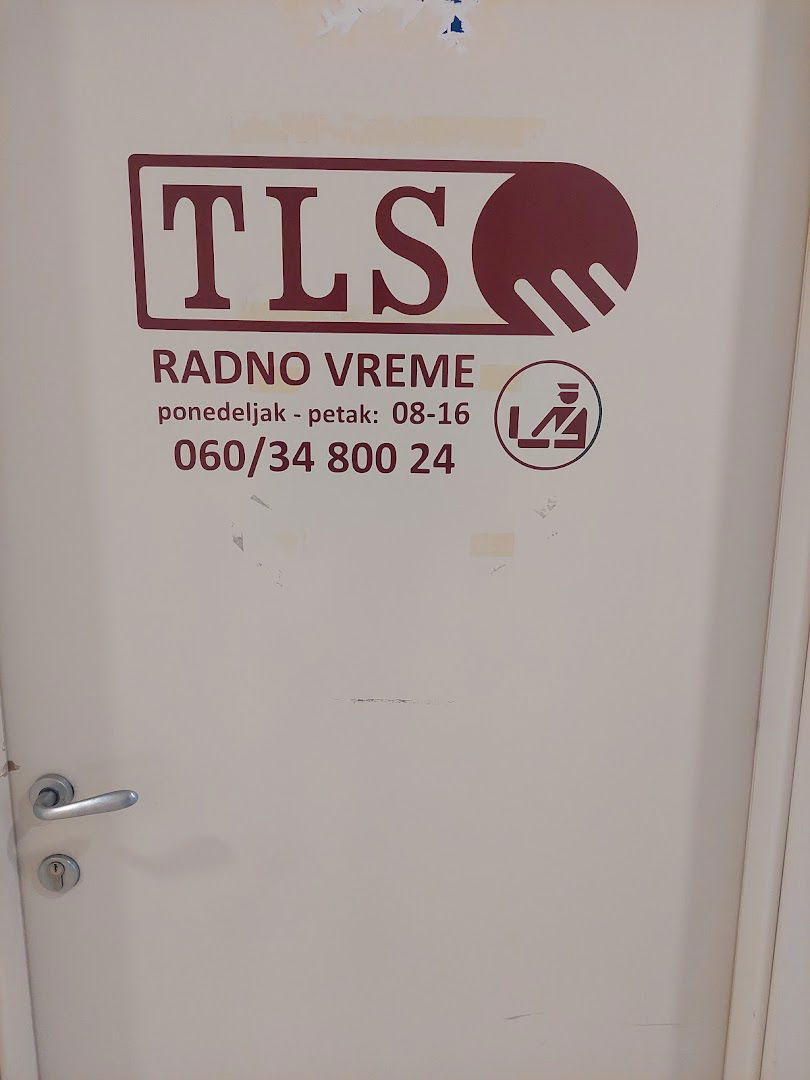 TLS
RADNO VREME
ponedeljak - petak: 08-16
060/34 800 24